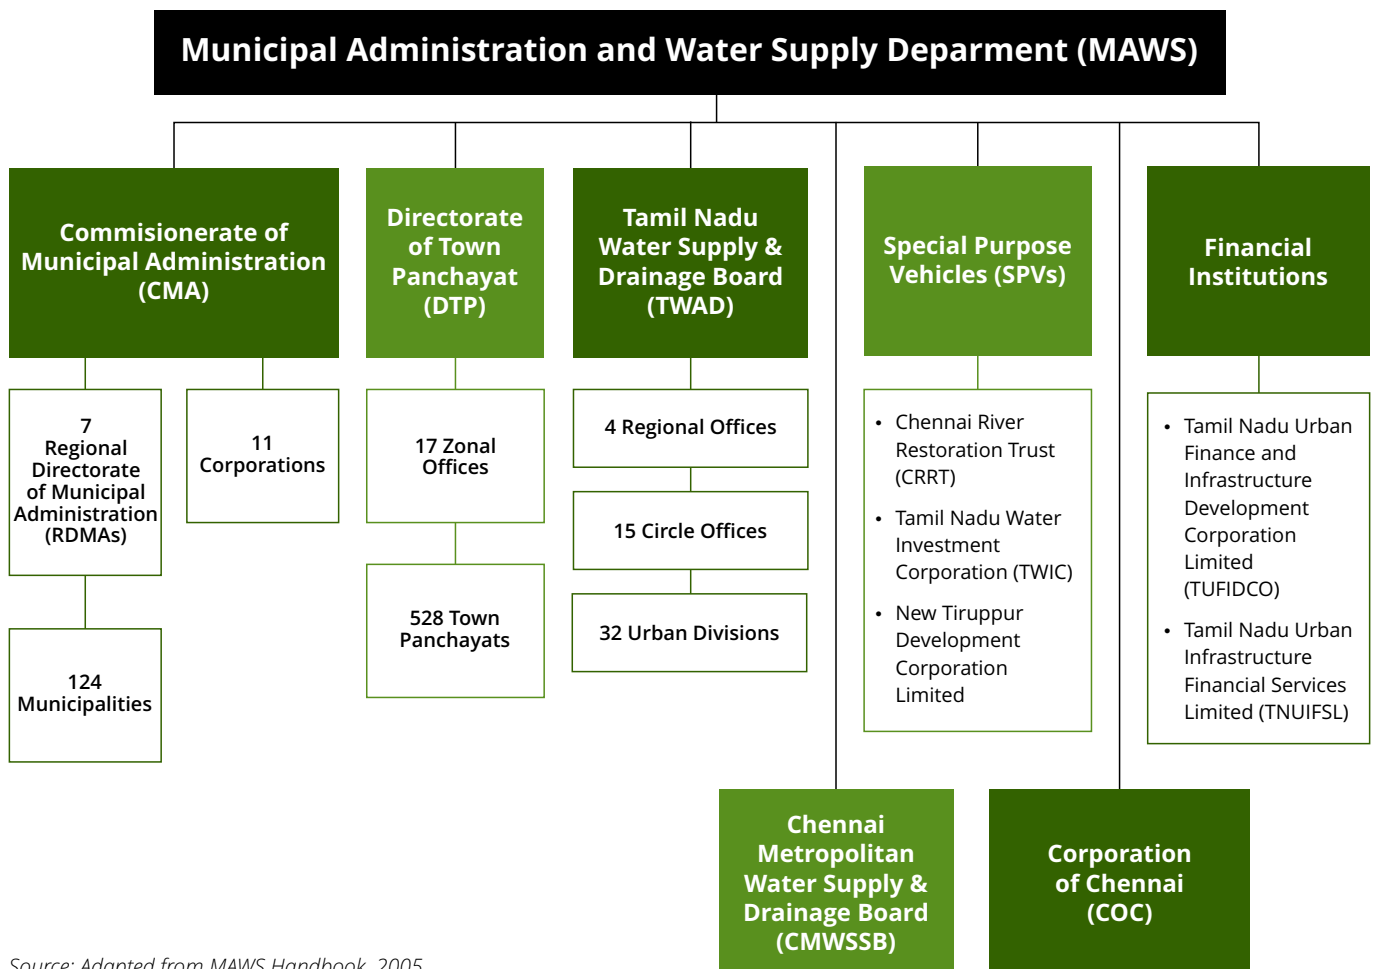 Municipal Administration and Water Supply Deparment (MAWS)
Commisionerate of
Municipal Administration
(CMA)
7
Regional
Directorate
of Municipal
Administration
(RDMAs)
124
Municipalities
11
Corporations
Directorate
of Town
Panchayat
(DTP)
17 Zonal
Offices
528 Town
Panchayats
Tamil Nadu
Water Supply &
Drainage Board
(TWAD)
4 Regional Offices
15 Circle Offices
32 Urban Divisions
Special Purpose
Vehicles (SPVs)
• Chennai River
Restoration Trust
(CRRT)
• Tamil Nadu Water
Investment
Corporation (TWIC)
• New Tiruppur
Development
Corporation
Limited
Financial
Institutions
• Tamil Nadu Urban
Finance and
Infrastructure
Development
Corporation
Limited
(TUFIDCO)
• Tamil Nadu Urban
Infrastructure
Financial Services
Limited (TNUIFSL)
Chennai
Metropolitan
Water Supply &
Drainage Board
(CMWSSB)
Corporation
of Chennai
(COC)
Source: Adapted from MAWS Handbook, 2005